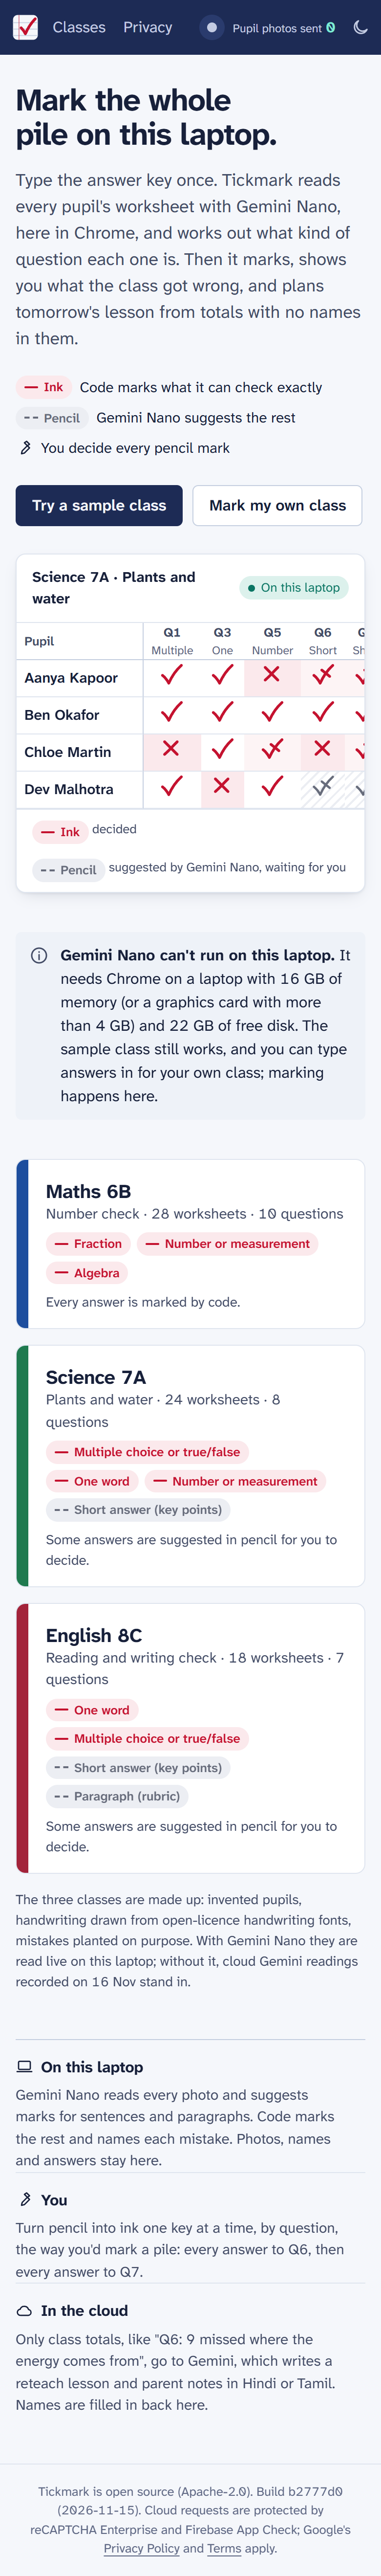 Classes Privacy Pupil photos sent 0
Mark the whole
pile on this laptop.
Type the answer key once. Tickmark reads
every pupil's worksheet with Gemini Nano,
here in Chrome, and works out what kind of
question each one is. Then it marks, shows
you what the class got wrong, and plans
tomorrow's lesson from totals with no names
in them.
Ink Code marks what it can check exactly
Pencil Gemini Nano suggests the rest
You decide every pencil mark
Try a sample class Mark my own class
Science 7A · Plants and
water
On this laptop
Pupil Q1 Q3 Q5 Q6
Multiple One Number Short
Aanya Kapoor
Ben Okafor
Chloe Martin
Dev Malhotra
Ink decided
Pencil suggested by Gemini Nano, waiting for you
Gemini Nano can't run on this laptop. It
needs Chrome on a laptop with 16 GB of
memory (or a graphics card with more
than 4 GB) and 22 GB of free disk. The
sample class still works, and you can type
answers in for your own class; marking
happens here.
Maths 6B
Number check · 28 worksheets · 10 questions
Fraction Number or measurement
Algebra
Every answer is marked by code.
Science 7A
Plants and water · 24 worksheets · 8
questions
Multiple choice or true/false
One word Number or measurement
Short answer (key points)
Some answers are suggested in pencil for you to
decide.
English 8C
Reading and writing check · 18 worksheets · 7
questions
One word
Multiple choice or true/false
Short answer (key points)
Paragraph (rubric)
Some answers are suggested in pencil for you to
decide.
The three classes are made up: invented pupils,
handwriting drawn from open-licence handwriting fonts,
mistakes planted on purpose. With Gemini Nano they are
read live on this laptop; without it, cloud Gemini readings
recorded on 16 Nov stand in.
On this laptop
Gemini Nano reads every photo and suggests
marks for sentences and paragraphs. Code marks
the rest and names each mistake. Photos, names
and answers stay here.
You
Turn pencil into ink one key at a time, by question,
the way you'd mark a pile: every answer to Q6, then
every answer to Q7.
In the cloud
Only class totals, like "Q6: 9 missed where the
energy comes from", go to Gemini, which writes a
reteach lesson and parent notes in Hindi or Tamil.
Names are filled in back here.
Tickmark is open source (Apache-2.0). Build b2777d0
(2026-11-15). Cloud requests are protected by
reCAPTCHA Enterprise and Firebase App Check; Google's
Privacy Policy and Terms apply.